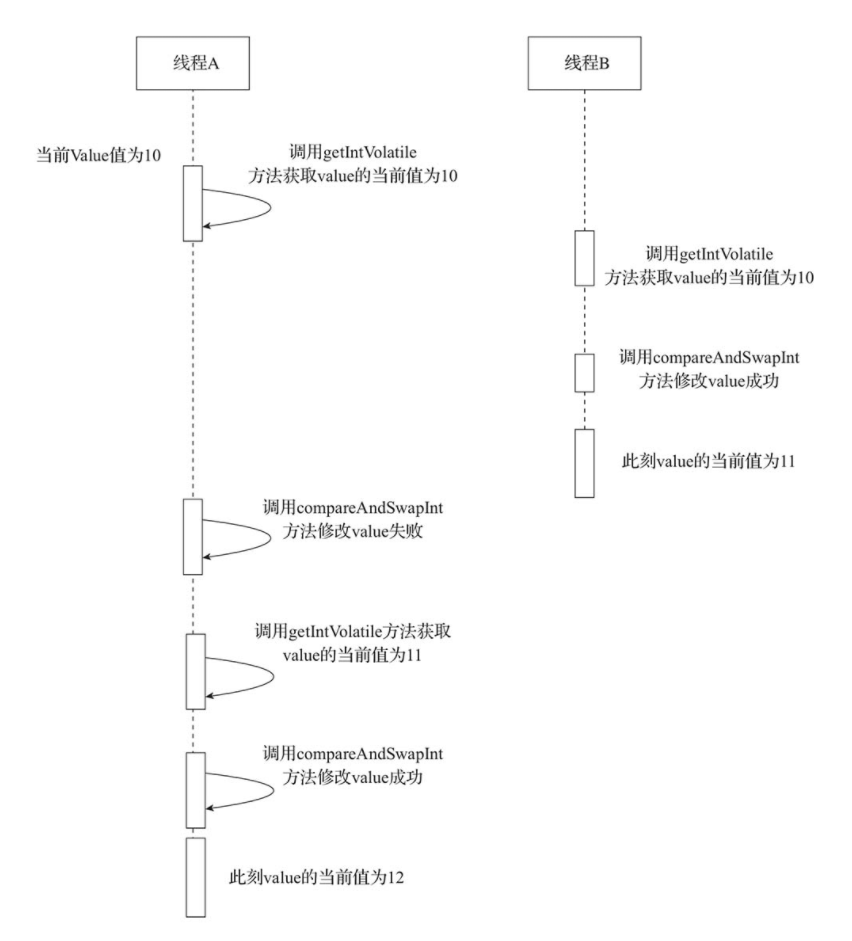 线程A
线程B
当前Value值为10
调用getIntVolatile
方法获取value的当前值为10
调用getIntVolatile
方法获取value的当前值为10
调用compareAndSwapInt
方法修改value成功
此刻value的当前值为11
调用compareAndSwapInt
方法修改value失败
调用getIntVolatile方法获取
value的当前值为11
调用compareAndSwapInt
方法修改value成功
此刻value的当前值为12